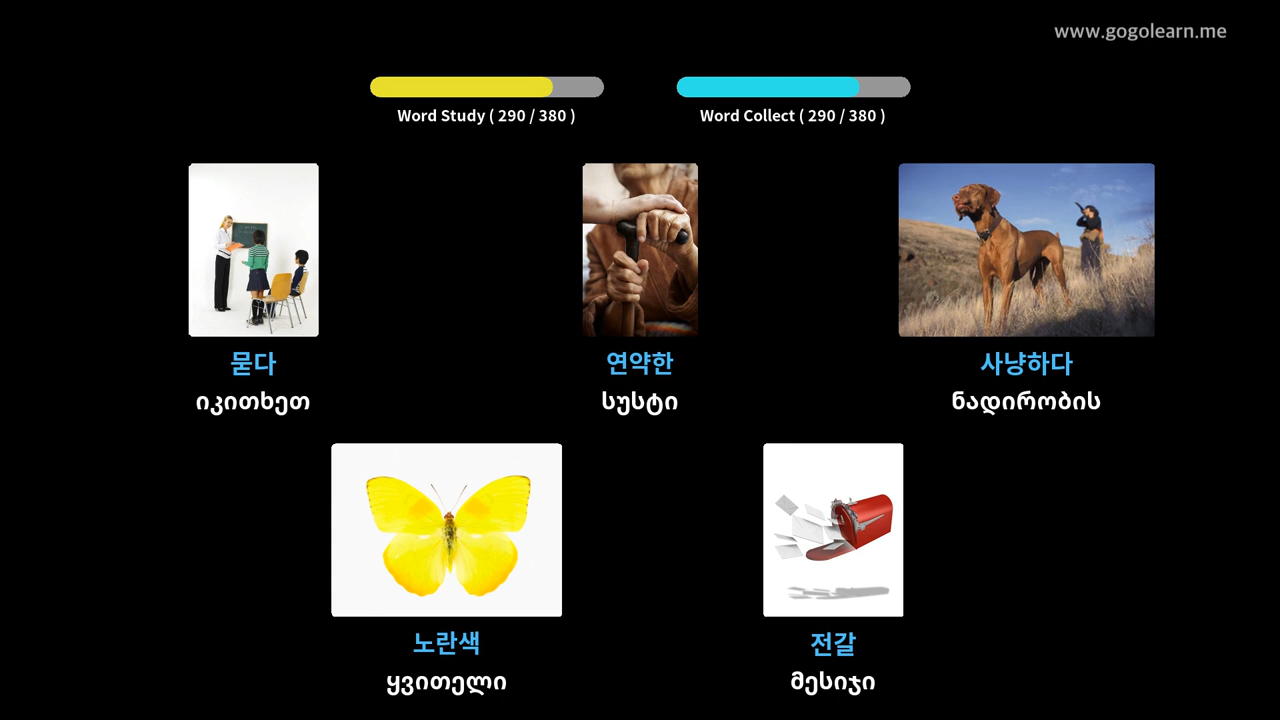 www.gogolearn.me
Word Study ( 290 / 380 )
Word Collect ( 290 / 380 )
묻다
იკითხეთ
연약한
სუსტი
사냥하다
ნადირობის
노란색
ყვითელი
전갈
მესიჯი